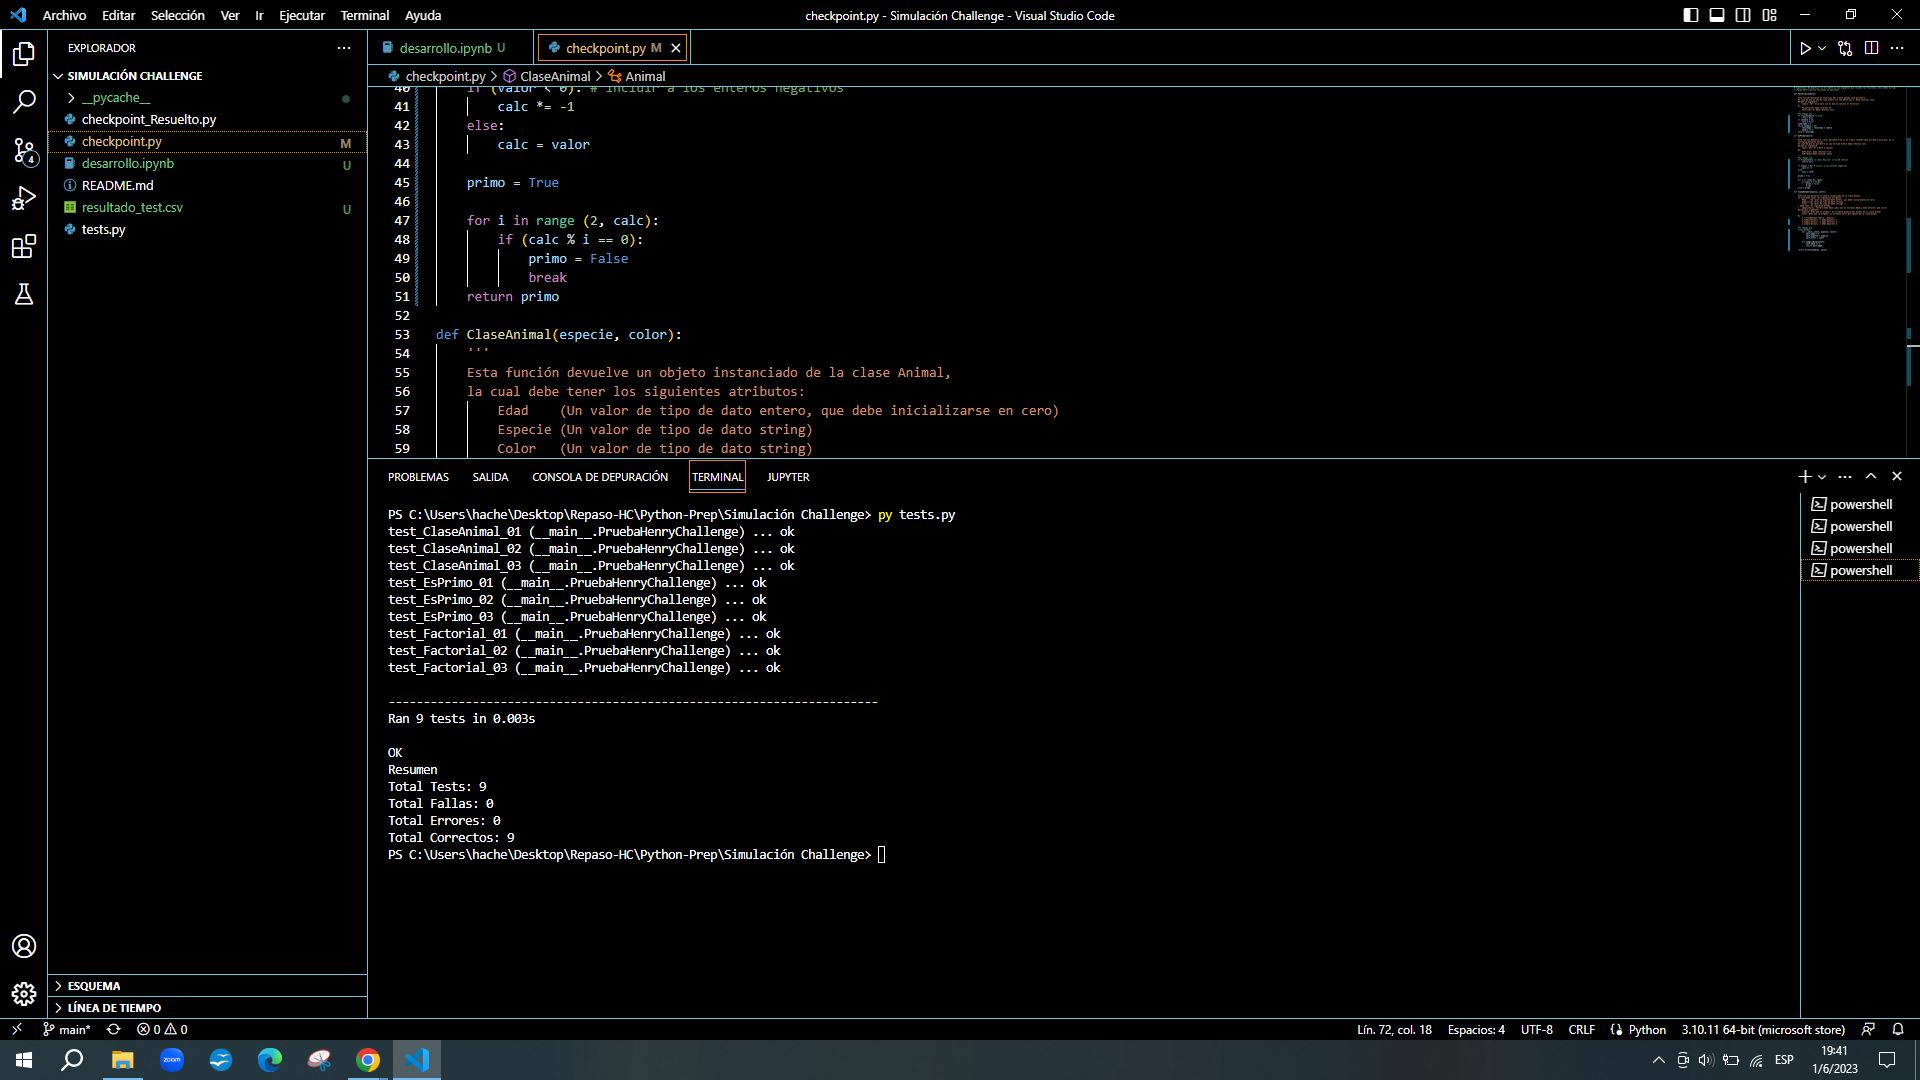 Archivo Editar Selección Ver Ir Ejecutar Terminal Ayuda
checkpoint.py - Simulación Challenge - Visual Studio Code
EXPLORADOR
SIMULACIÓN CHALLENGE
__pycache__
checkpoint_Resuelto.py
checkpoint.py M
desarrollo.ipynb U
README.md
resultado_test.csv U
tests.py
4
ESQUEMA
LÍNEA DE TIEMPO
desarrollo.ipynb U
checkpoint.py M
checkpoint.py > ClaseAnimal > Animal
40 if (valor < 0): # incluir a los enteros negativos
41 calc *= -1
42 else:
43 calc = valor
44
45 primo = True
46
47 for i in range (2, calc):
48 if (calc % i == 0):
49 primo = False
50 break
51 return primo
52
53 def ClaseAnimal(especie, color):
54 '''
55 Esta función devuelve un objeto instanciado de la clase Animal,
56 la cual debe tener los siguientes atributos:
57 Edad (Un valor de tipo de dato entero, que debe inicializarse en cero)
58 Especie (Un valor de tipo de dato string)
59 Color (Un valor de tipo de dato string)
PROBLEMAS SALIDA CONSOLA DE DEPURACIÓN TERMINAL JUPYTER
PS C:\Users\hache\Desktop\Repaso-HC\Python-Prep\Simulación Challenge> py tests.py
test_ClaseAnimal_01 (__main__.PruebaHenryChallenge) ... ok
test_ClaseAnimal_02 (__main__.PruebaHenryChallenge) ... ok
test_ClaseAnimal_03 (__main__.PruebaHenryChallenge) ... ok
test_EsPrimo_01 (__main__.PruebaHenryChallenge) ... ok
test_EsPrimo_02 (__main__.PruebaHenryChallenge) ... ok
test_EsPrimo_03 (__main__.PruebaHenryChallenge) ... ok
test_Factorial_01 (__main__.PruebaHenryChallenge) ... ok
test_Factorial_02 (__main__.PruebaHenryChallenge) ... ok
test_Factorial_03 (__main__.PruebaHenryChallenge) ... ok
----------------------------------------------------------------------
Ran 9 tests in 0.003s
OK
Resumen
Total Tests: 9
Total Fallas: 0
Total Errores: 0
Total Correctos: 9
PS C:\Users\hache\Desktop\Repaso-HC\Python-Prep\Simulación Challenge>
powershell
powershell
powershell
powershell
main* 0 0
Lín. 72, col. 18 Espacios: 4 UTF-8 CRLF Python 3.10.11 64-bit (microsoft store)
zoom
ESP
19:41
1/6/2023